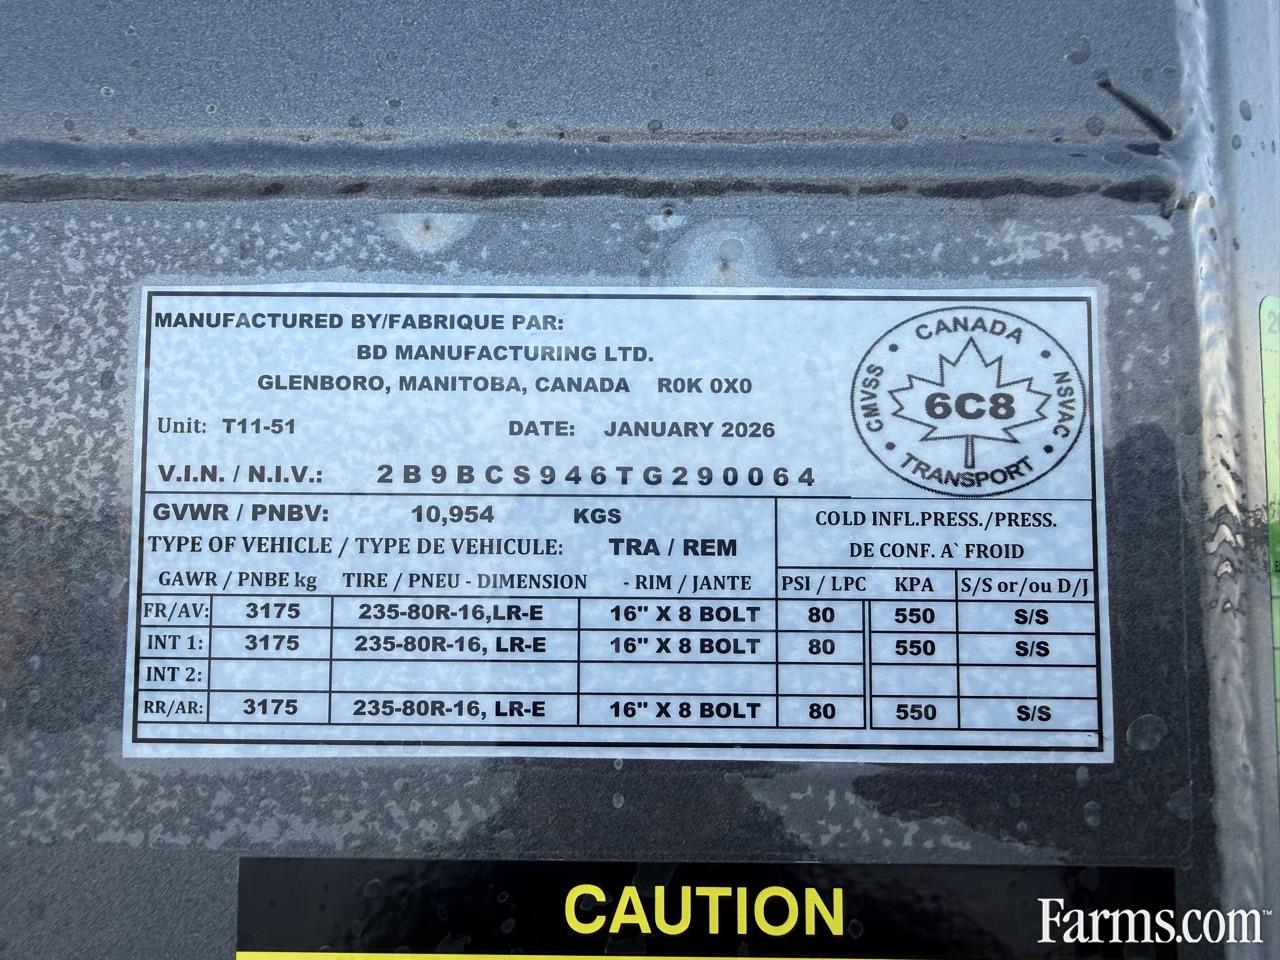 MANUFACTURED BY/FABRIQUE PAR:
BD MANUFACTURING LTD.
GLENBORO, MANITOBA, CANADA R0K 0X0
Unit: T11-51 DATE: JANUARY 2026
V.I.N. / N.I.V.: 2B9BCS946TG290064
CANADA
CMVSS
6C8
NSVAC
TRANSPORT
GVWR / PNBV: 10,954 KGS
TYPE OF VEHICLE / TYPE DE VEHICULE: TRA / REM
COLD INFL.PRESS./PRESS.
DE CONF. A` FROID
GAWR / PNBE kg TIRE / PNEU - DIMENSION - RIM / JANTE PSI / LPC KPA S/S or/ou D/J
FR/AV: 3175 235-80R-16,LR-E 16" X 8 BOLT 80 550 S/S
INT 1: 3175 235-80R-16, LR-E 16" X 8 BOLT 80 550 S/S
INT 2:
RR/AR: 3175 235-80R-16, LR-E 16" X 8 BOLT 80 550 S/S
CAUTION
Farms.com™